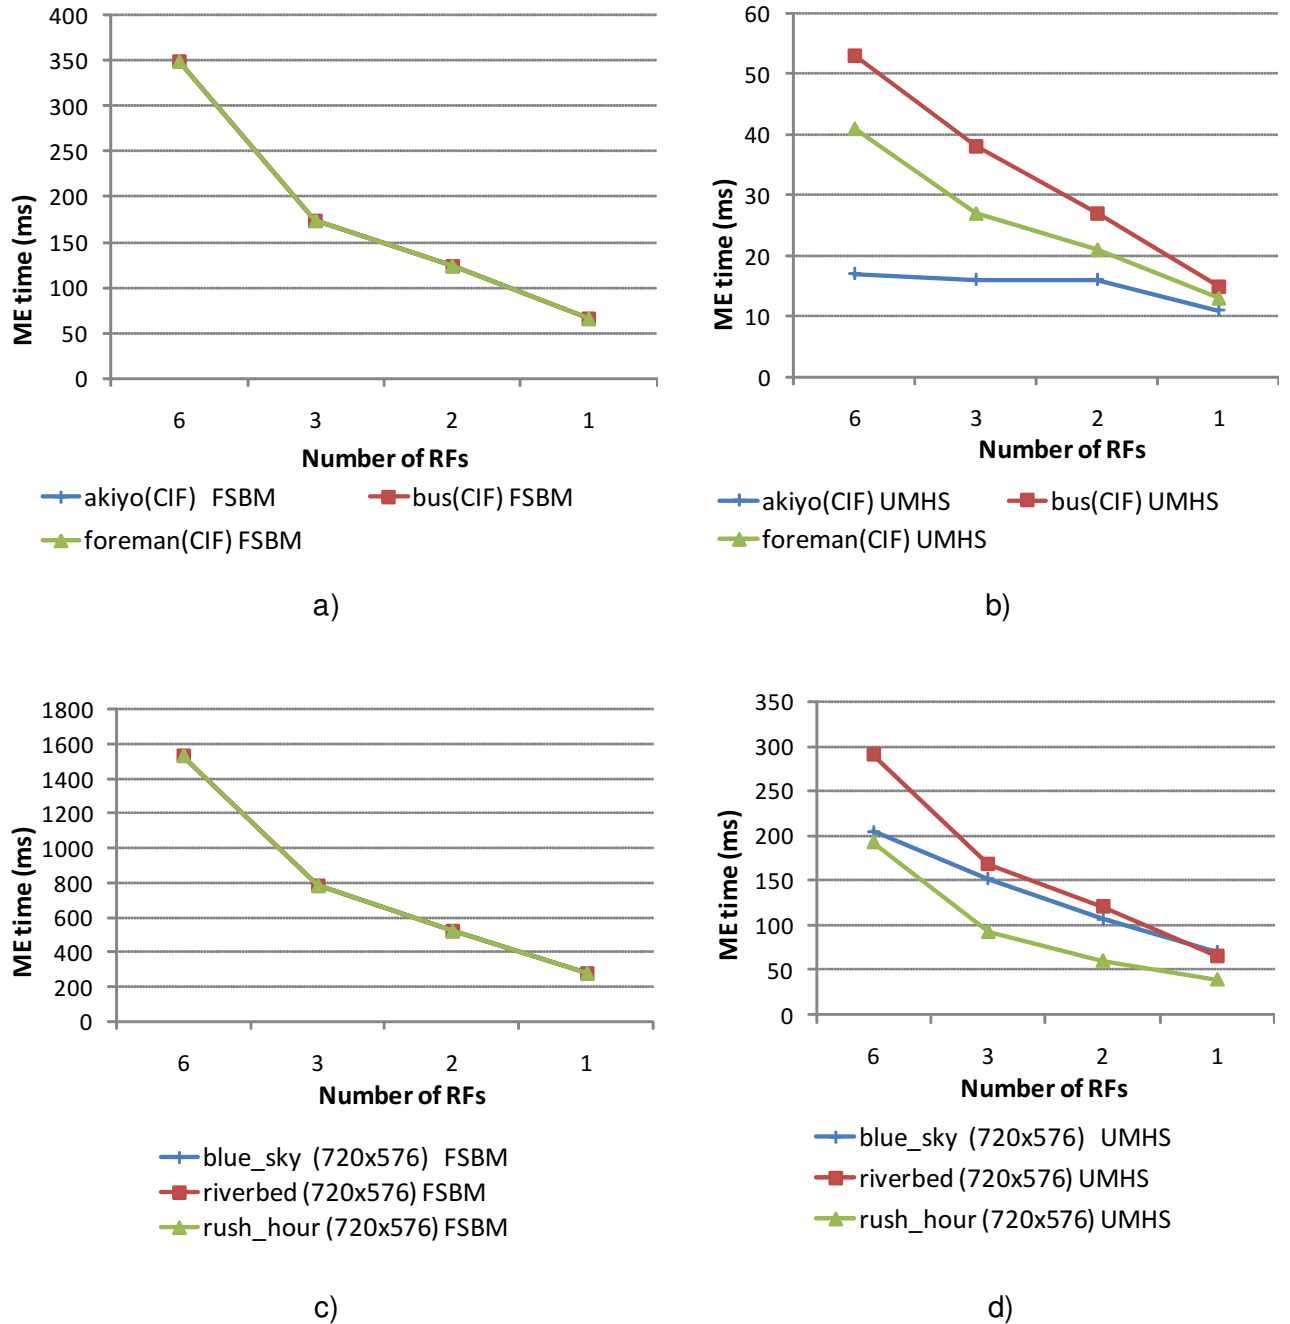 400
350
300
250
200
150
100
50
0
ME time (ms)
6 3 2 1
Number of RFs
akiyo(CIF) FSBM bus(CIF) FSBM
foreman(CIF) FSBM
a)
60
50
40
30
20
10
0
ME time (ms)
6 3 2 1
Number of RFs
akiyo(CIF) UMHS bus(CIF) UMHS
foreman(CIF) UMHS
b)
1800
1600
1400
1200
1000
800
600
400
200
0
ME time (ms)
6 3 2 1
Number of RFs
blue_sky (720x576) FSBM
riverbed (720x576) FSBM
rush_hour (720x576) FSBM
c)
350
300
250
200
150
100
50
0
ME time (ms)
6 3 2 1
Number of RFs
blue_sky (720x576) UMHS
riverbed (720x576) UMHS
rush_hour (720x576) UMHS
d)